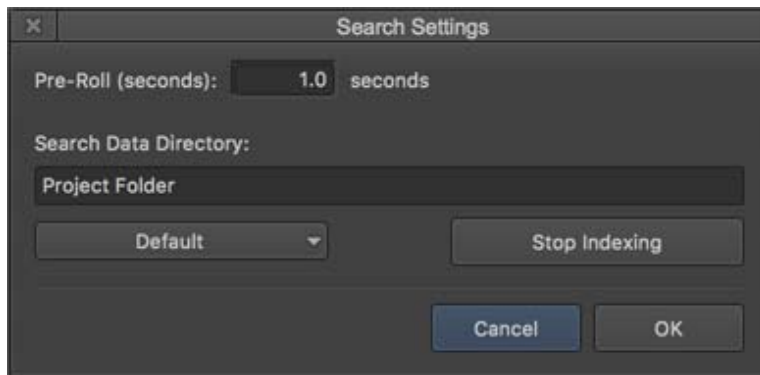 Search Settings
Pre-Roll (seconds): 1.0 seconds
Search Data Directory:
Project Folder
Default Stop Indexing
Cancel OK